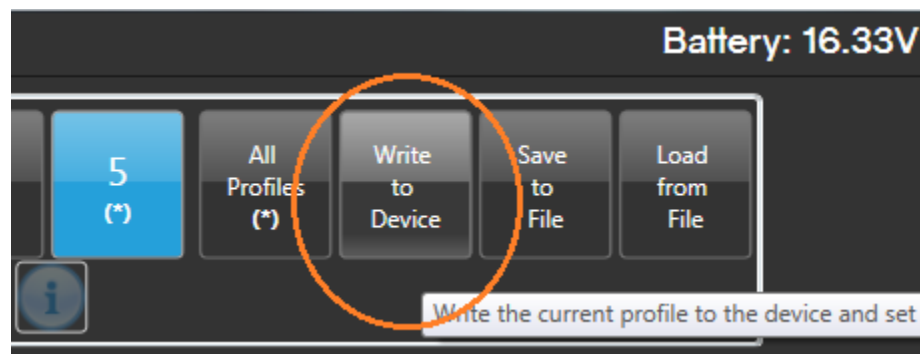 Battery: 16.33V
5
(*)
All
Profiles
(*)
Write
to
Device
Save
to
File
Load
from
File
i
Write the current profile to the device and set